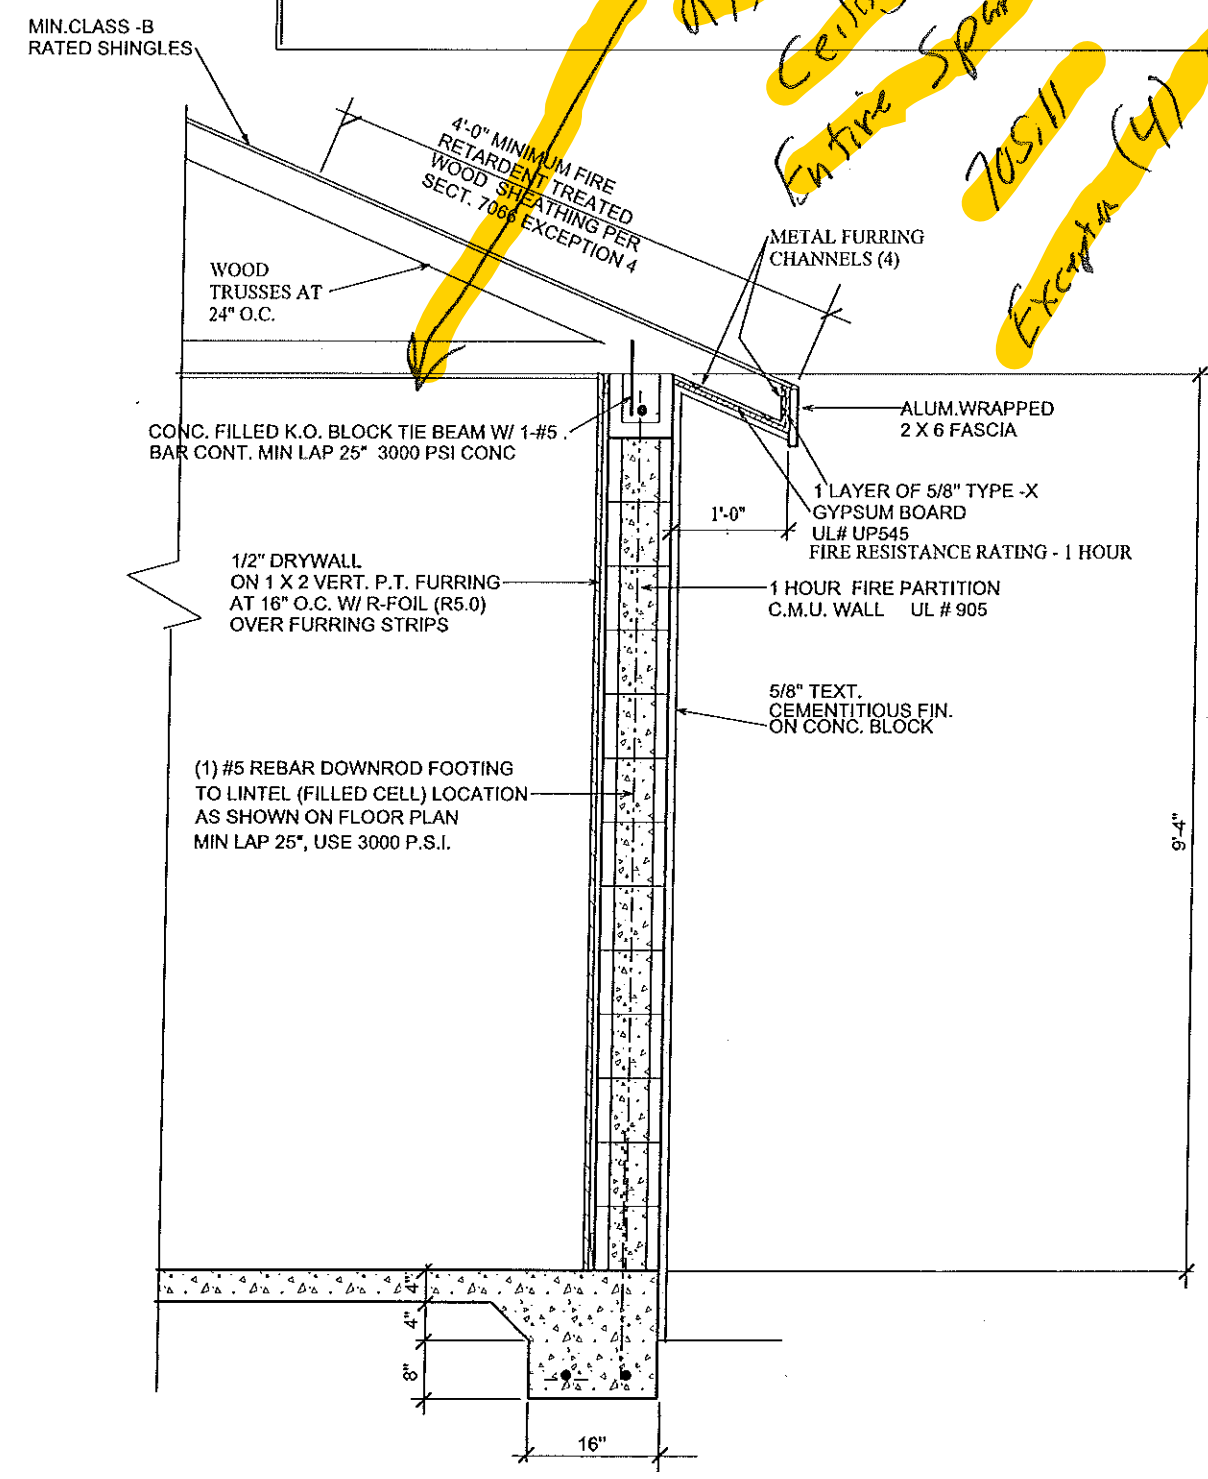 MIN.CLASS -B
RATED SHINGLES
Entire Span
705.11
(4)
4'-0" MINIMUM FIRE
RETARDENT TREATED
WOOD SHEATHING PER
SECT. 7066 EXCEPTION 4
METAL FURRING
CHANNELS (4)
WOOD
TRUSSES AT
24" O.C.
ALUM.WRAPPED
2 X 6 FASCIA
CONC. FILLED K.O. BLOCK TIE BEAM W/ 1-#5 .
BAR CONT. MIN LAP 25" 3000 PSI CONC
1 LAYER OF 5/8" TYPE -X
GYPSUM BOARD
UL# UP545
FIRE RESISTANCE RATING - 1 HOUR
1'-0"
1/2" DRYWALL
ON 1 X 2 VERT. P.T. FURRING
AT 16" O.C. W/ R-FOIL (R5.0)
OVER FURRING STRIPS
1 HOUR FIRE PARTITION
C.M.U. WALL UL # 905
5/8" TEXT.
CEMENTITIOUS FIN.
ON CONC. BLOCK
(1) #5 REBAR DOWNROD FOOTING
TO LINTEL (FILLED CELL) LOCATION
AS SHOWN ON FLOOR PLAN
MIN LAP 25", USE 3000 P.S.I.
9'-4"
4"
4"
8"
16"